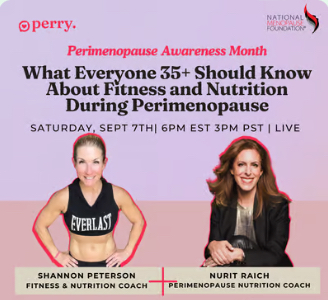 perry.
NATIONAL
MENOPAUSE
FOUNDATION
Perimenopause Awareness Month
What Everyone 35+ Should Know
About Fitness and Nutrition
During Perimenopause
SATURDAY, SEPT 7TH| 6PM EST 3PM PST | LIVE
EVERLAST
SHANNON PETERSON
FITNESS & NUTRITION COACH
NURIT RAICH
PERIMENOPAUSE NUTRITION COACH